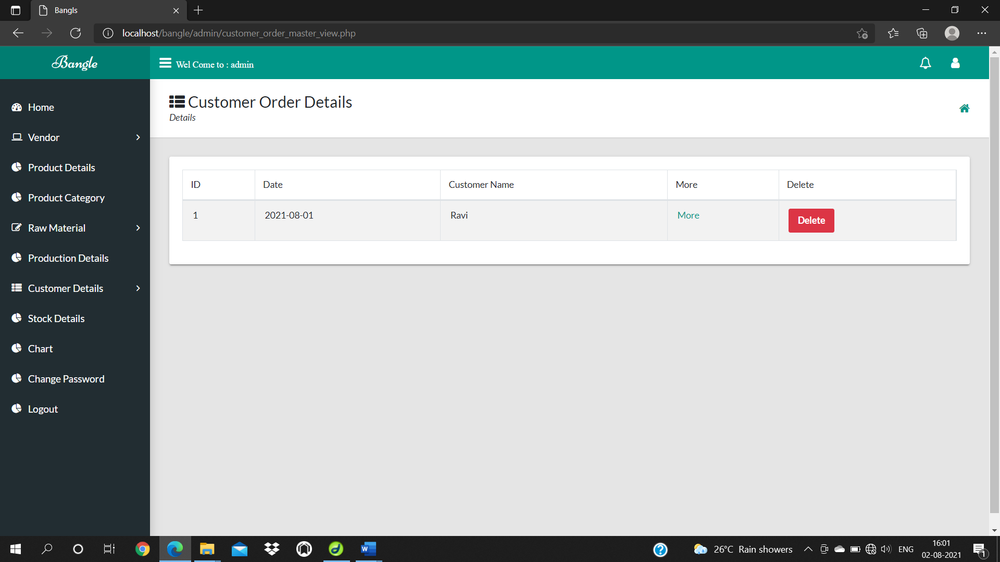 Bangls
localhost/bangle/admin/customer_order_master_view.php
Bangle
Wel Come to : admin
Home
Vendor
Product Details
Product Category
Raw Material
Production Details
Customer Details
Stock Details
Chart
Change Password
Logout
Customer Order Details
Details
ID Date Customer Name More Delete
1 2021-08-01 Ravi More Delete
26°C Rain showers ENG 16:01
02-08-2021
1